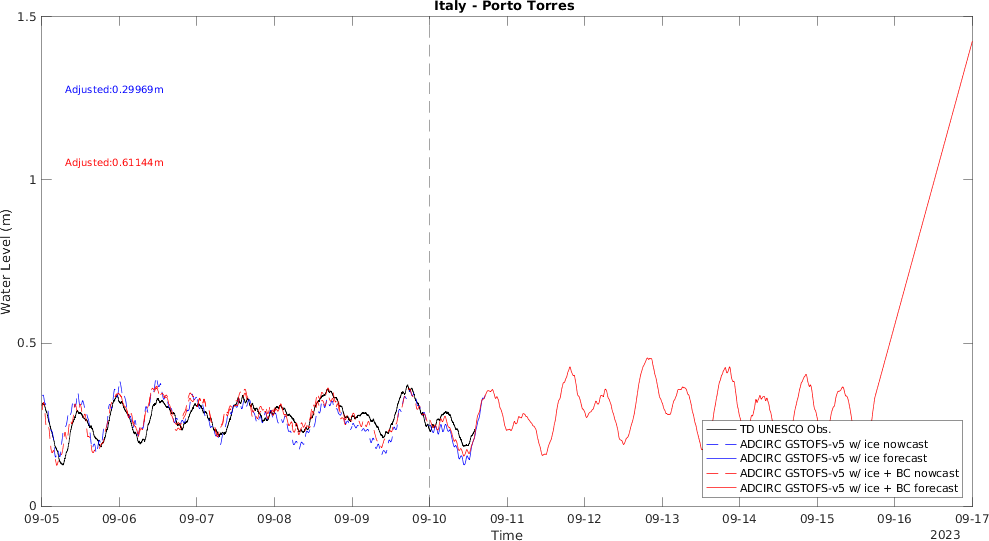 Italy - Porto Torres
1.5
1
0.5
0
Water Level (m)
Adjusted:0.29969m
Adjusted:0.61144m
TD UNESCO Obs.
ADCIRC GSTOFS-v5 w/ ice nowcast
ADCIRC GSTOFS-v5 w/ ice forecast
ADCIRC GSTOFS-v5 w/ ice + BC nowcast
ADCIRC GSTOFS-v5 w/ ice + BC forecast
09-05 09-06 09-07 09-08 09-09 09-10 09-11 09-12 09-13 09-14 09-15 09-16 09-17
Time
2023